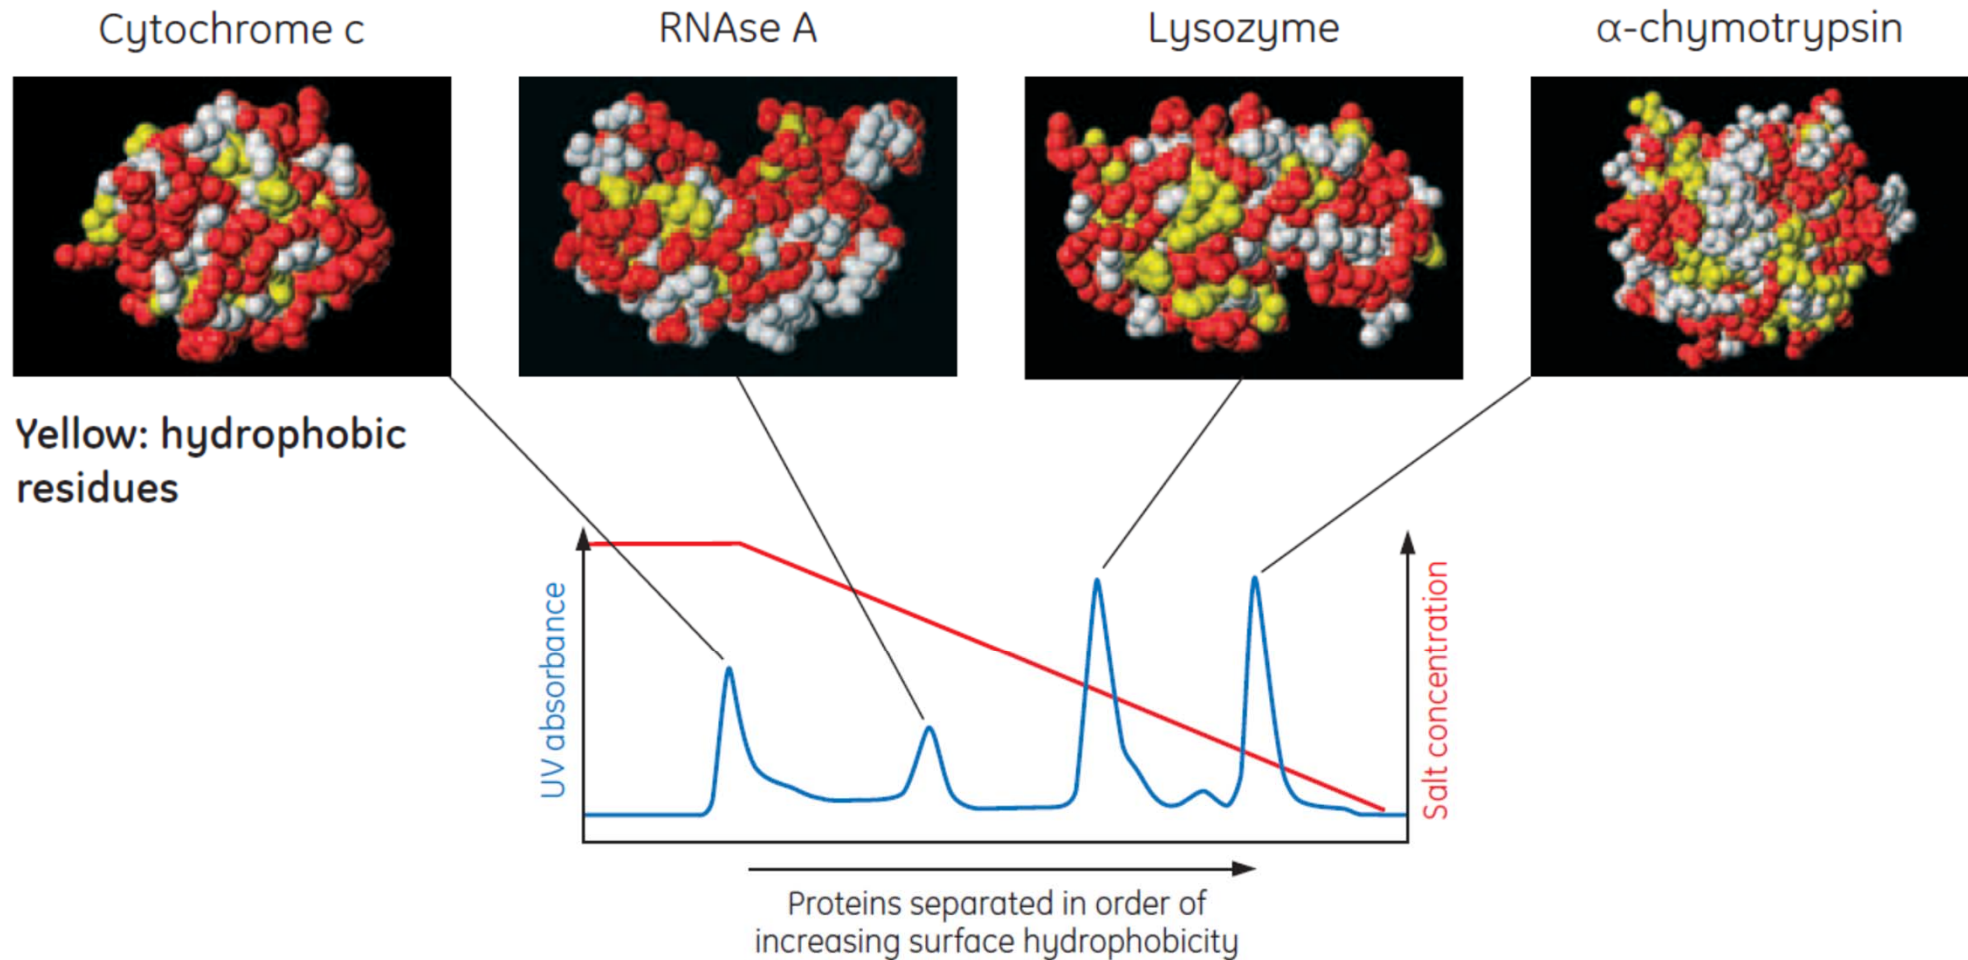 Cytochrome c
RNAse A
Lysozyme
α-chymotrypsin
Yellow: hydrophobic
residues
UV absorbance
Salt concentration
Proteins separated in order of
increasing surface hydrophobicity